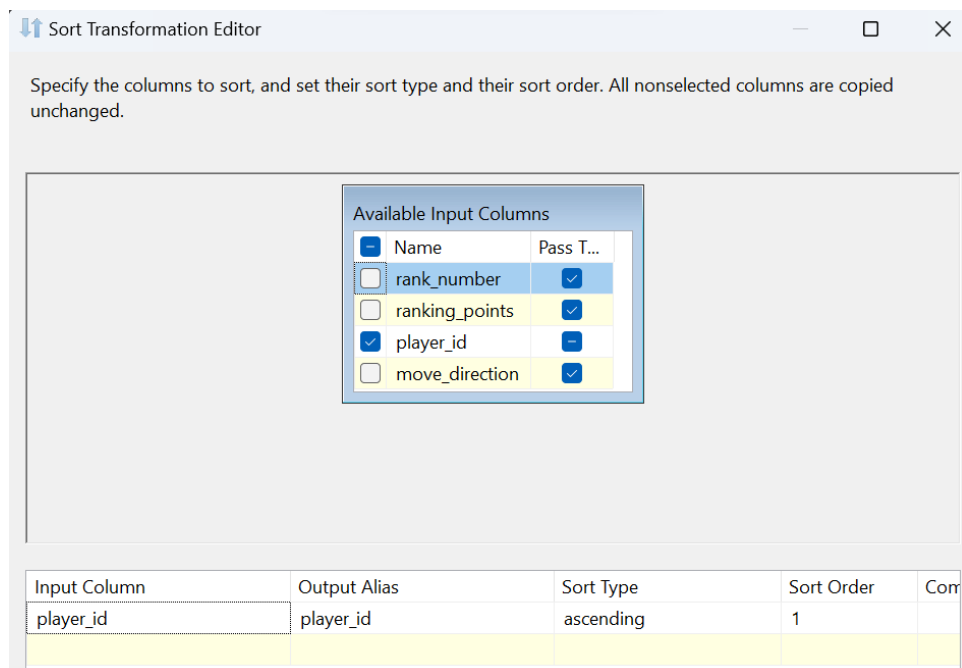 Sort Transformation Editor
Specify the columns to sort, and set their sort type and their sort order. All nonselected columns are copied
unchanged.
Available Input Columns
Name Pass T...
rank_number
ranking_points
player_id
move_direction
Input Column Output Alias Sort Type Sort Order Com
player_id player_id ascending 1